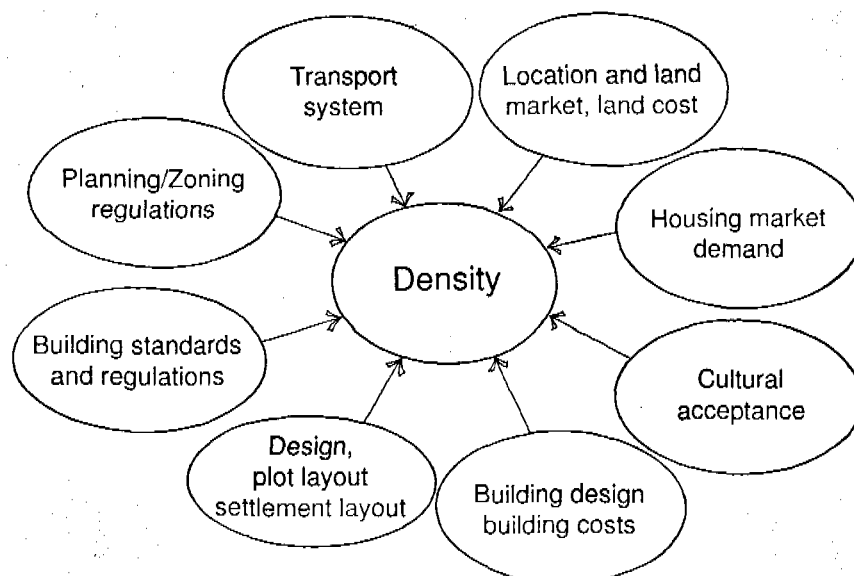 Transport
system
Location and land
market, land cost
Planning/Zoning
regulations
Housing market
demand
Density
Building standards
and regulations
Cultural
acceptance
Design,
plot layout
settlement layout
Building design
building costs